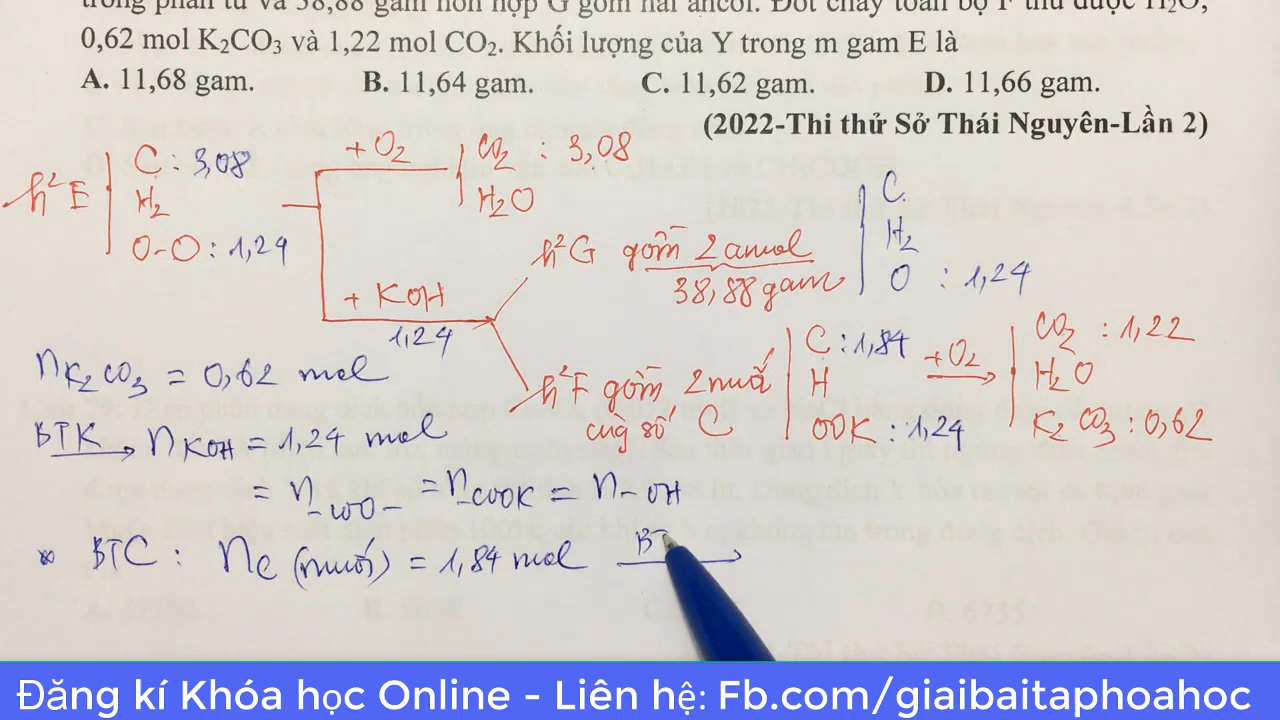 trong phân tử và 38,88 gam hỗn hợp G gồm hai ancol. Đốt cháy toàn bộ F thu được H₂O,
0,62 mol K₂CO₃ và 1,22 mol CO₂. Khối lượng của Y trong m gam E là
A. 11,68 gam. B. 11,64 gam. C. 11,62 gam. D. 11,66 gam.
(2022-Thi thử Sở Thái Nguyên-Lần 2)
h² E
C : 3,08
H₂
O-O : 1,24
+ O₂
CO₂ : 3,08
H₂O
+ KOH
1,24
h² G gồm 2 ancol
38,88 gam
C
H₂
O : 1,24
h² F gồm 2 muối
cùg số C
C : 1,84
H
OOK : 1,24
+O₂
CO₂ : 1,22
H₂O
K₂CO₃ : 0,62
nK₂CO₃ = 0,62 mol
BTK → nKOH = 1,24 mol
= n-COO- = n-COOK = n-OH
* BTC : nC (muối) = 1,84 mol BT
Đăng kí Khóa học Online - Liên hệ: Fb.com/giaibaitaphoahoc